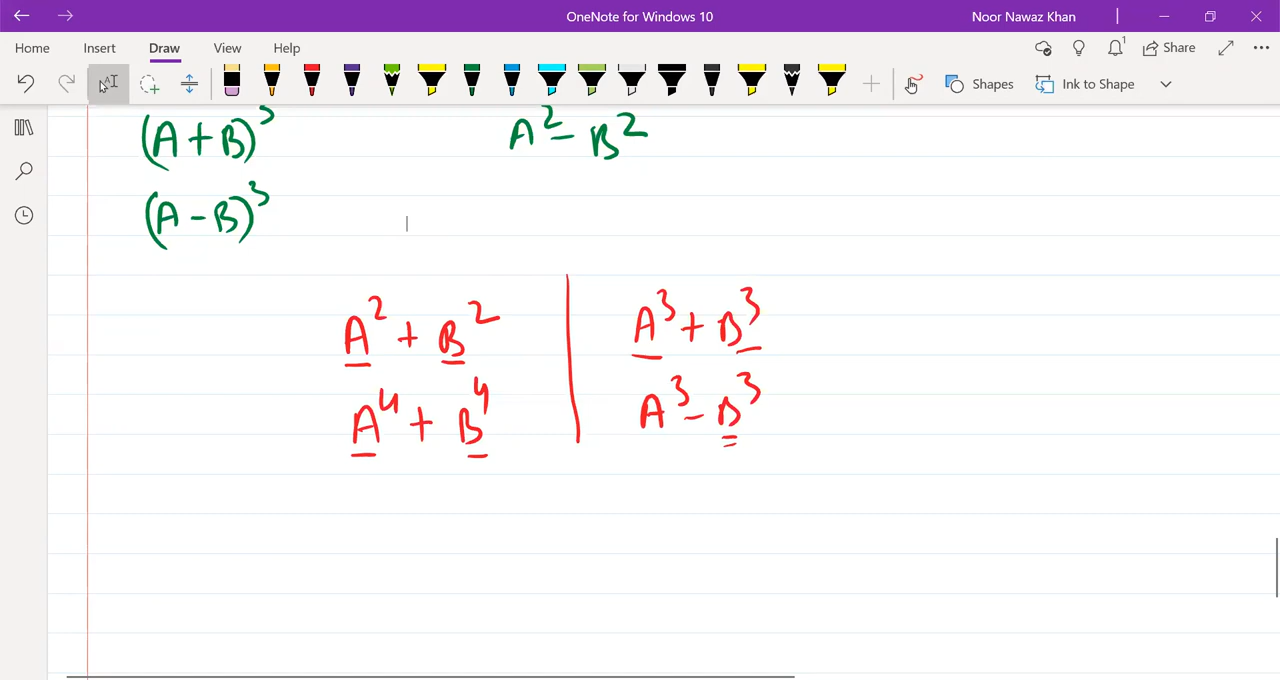 OneNote for Windows 10
Noor Nawaz Khan
Home Insert Draw View Help
1 Share
Shapes Ink to Shape
(A + B)³
A² - B²
(A - B)³
A² + B²
A³ + B³
A⁴ + B⁴
A³ - B³